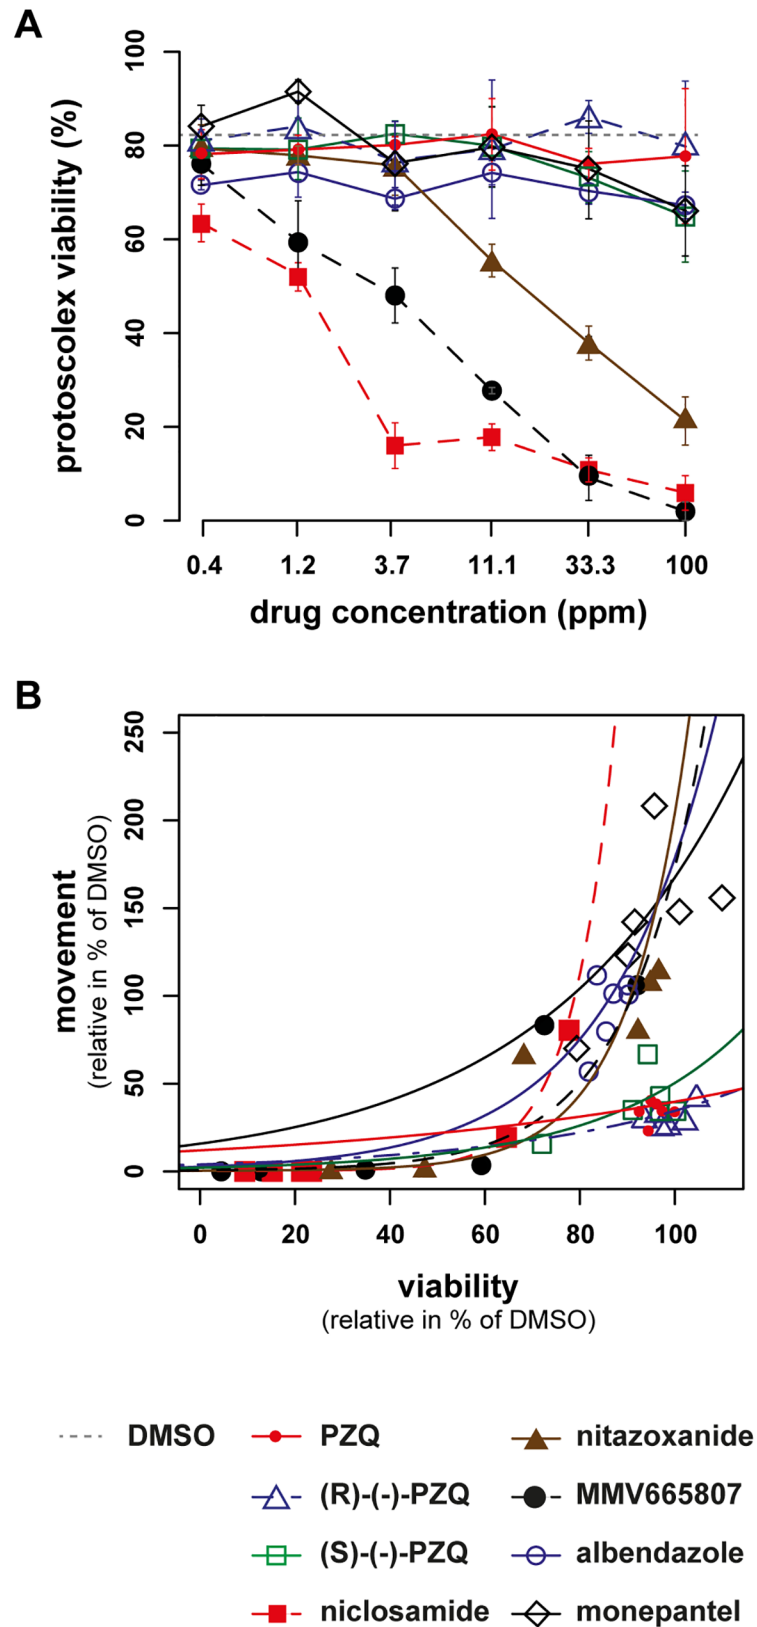 A
protoscolex viability (%)
100
80
60
40
20
0
0.4 1.2 3.7 11.1 33.3 100
drug concentration (ppm)
B
movement
(relative in % of DMSO)
250
200
150
100
50
0
0 20 40 60 80 100
viability
(relative in % of DMSO)
DMSO PZQ nitazoxanide
(R)-(-)-PZQ MMV665807
(S)-(-)-PZQ albendazole
niclosamide monepantel